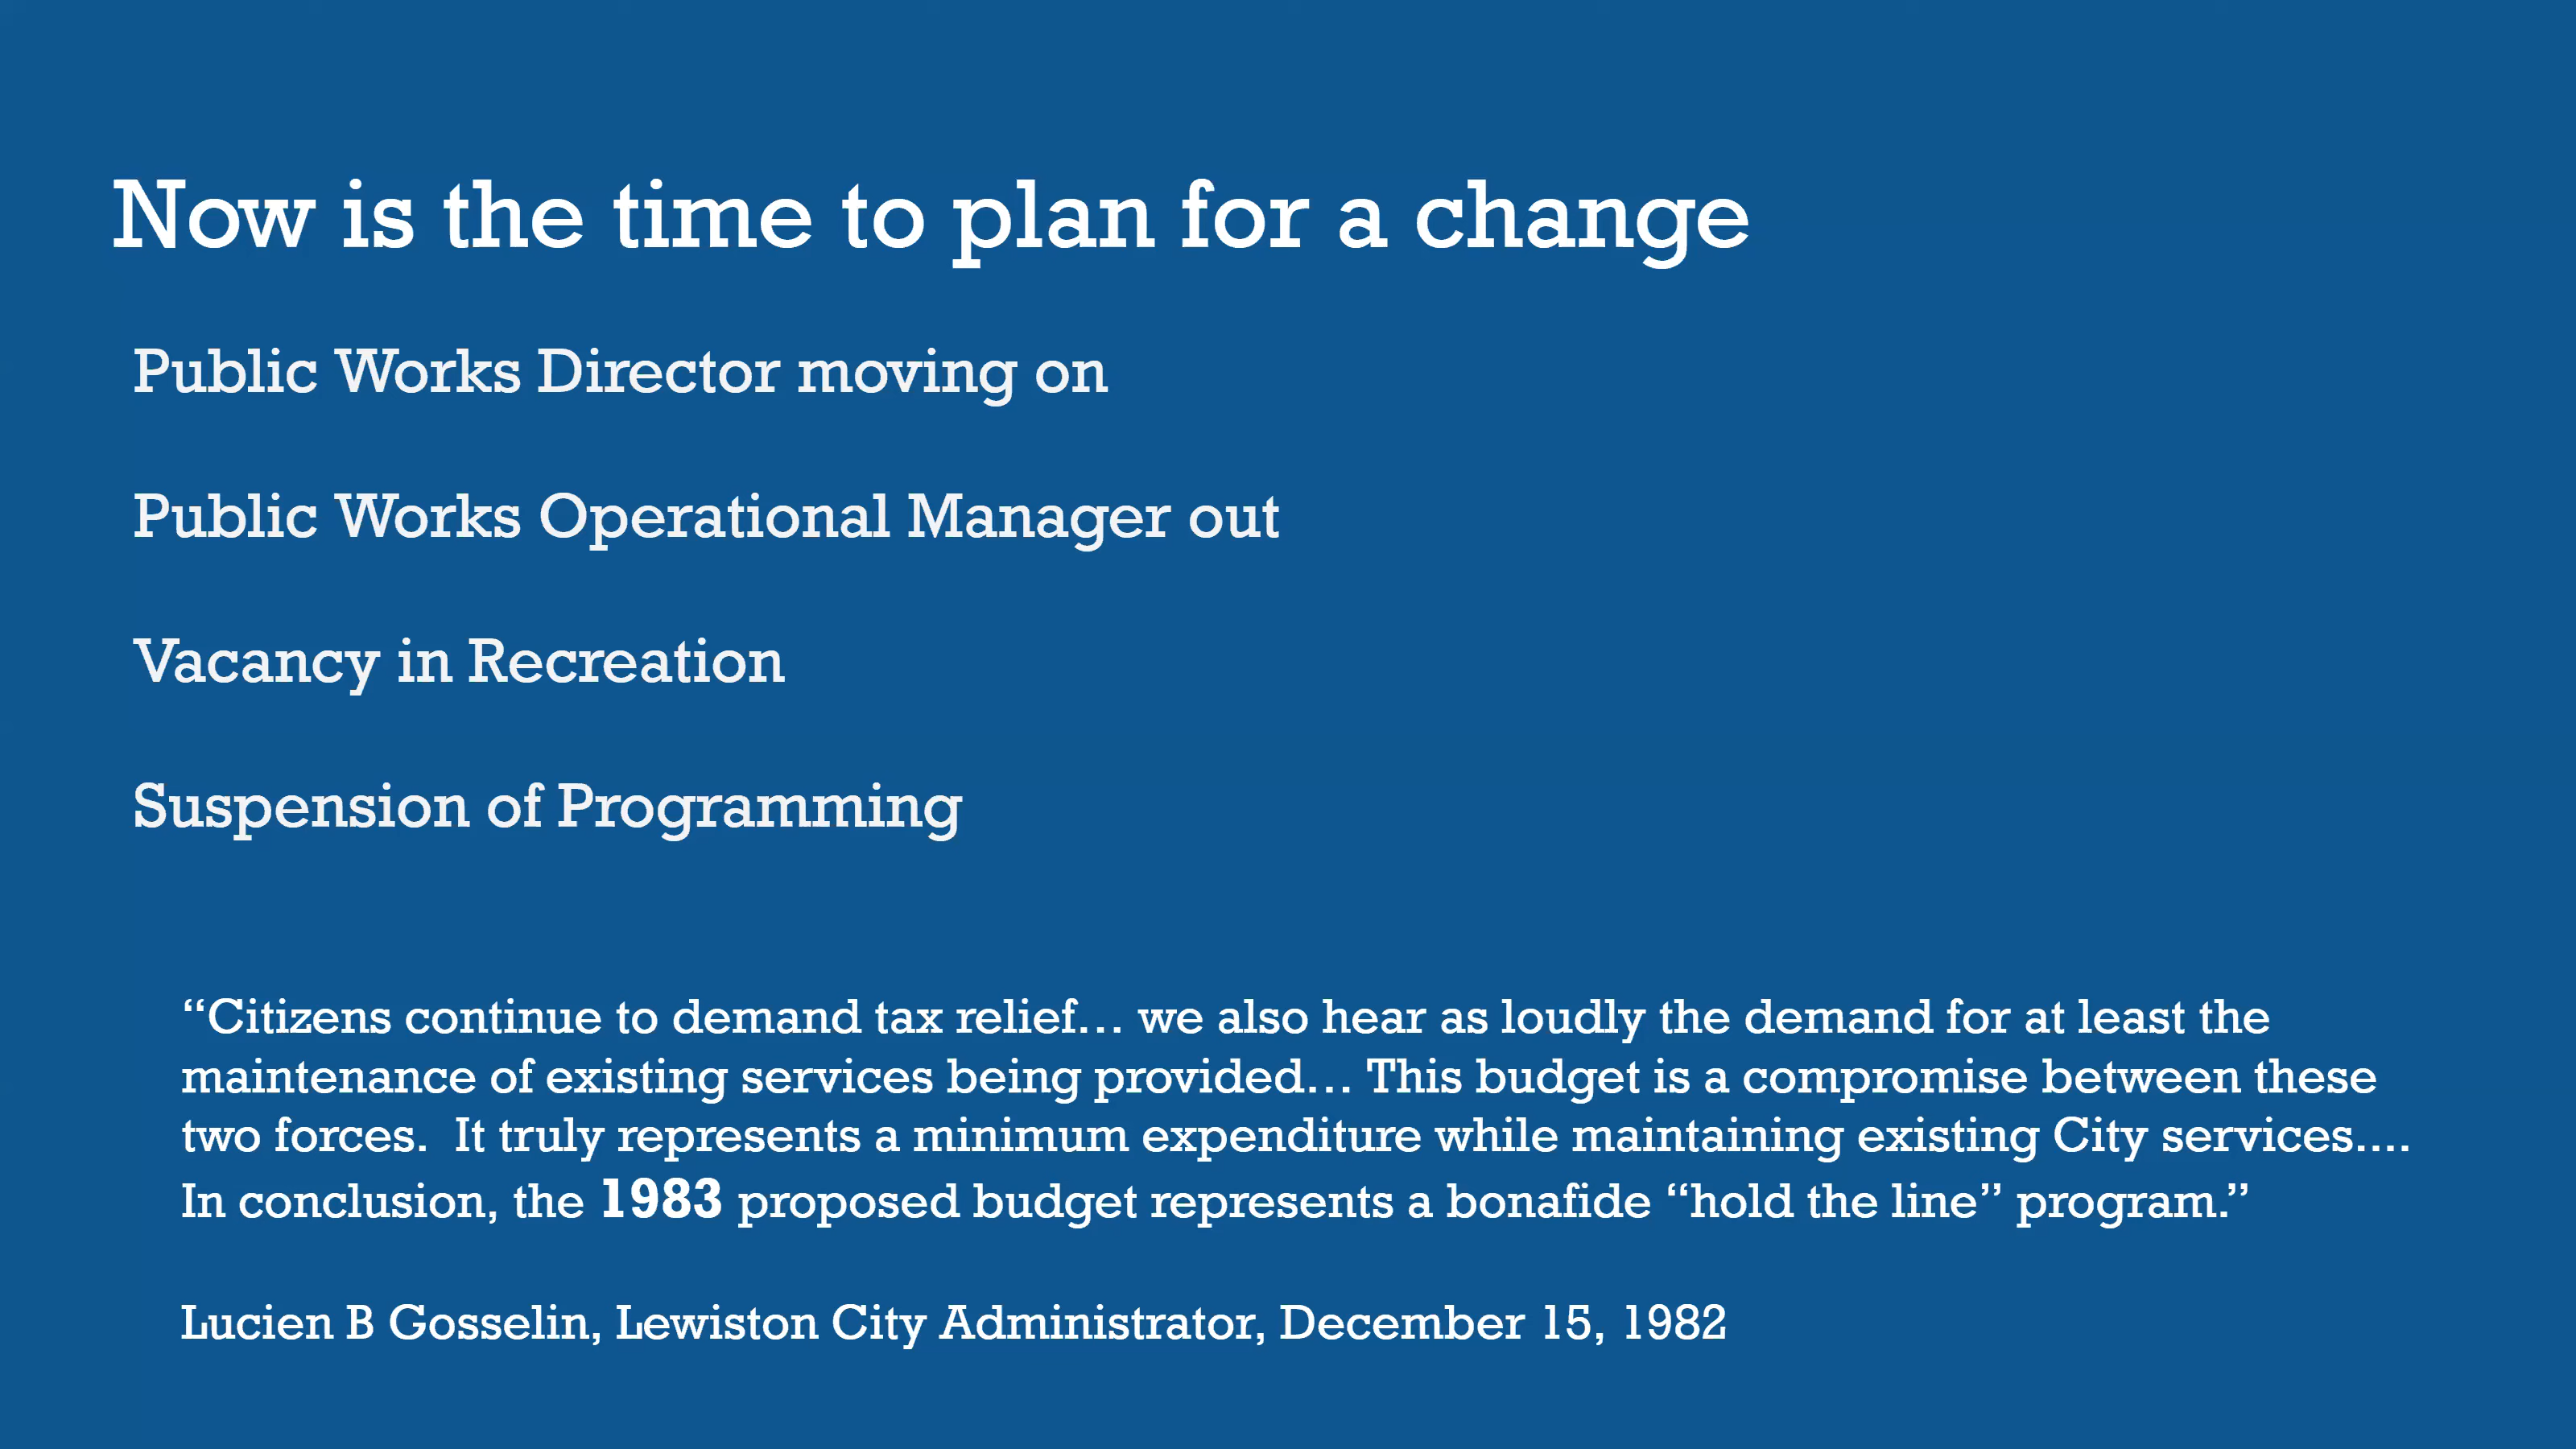 Now is the time to plan for a change
Public Works Director moving on
Public Works Operational Manager out
Vacancy in Recreation
Suspension of Programming
“Citizens continue to demand tax relief… we also hear as loudly the demand for at least the
maintenance of existing services being provided… This budget is a compromise between these
two forces.  It truly represents a minimum expenditure while maintaining existing City services….
In conclusion, the 1983 proposed budget represents a bonafide “hold the line” program.”
Lucien B Gosselin, Lewiston City Administrator, December 15, 1982